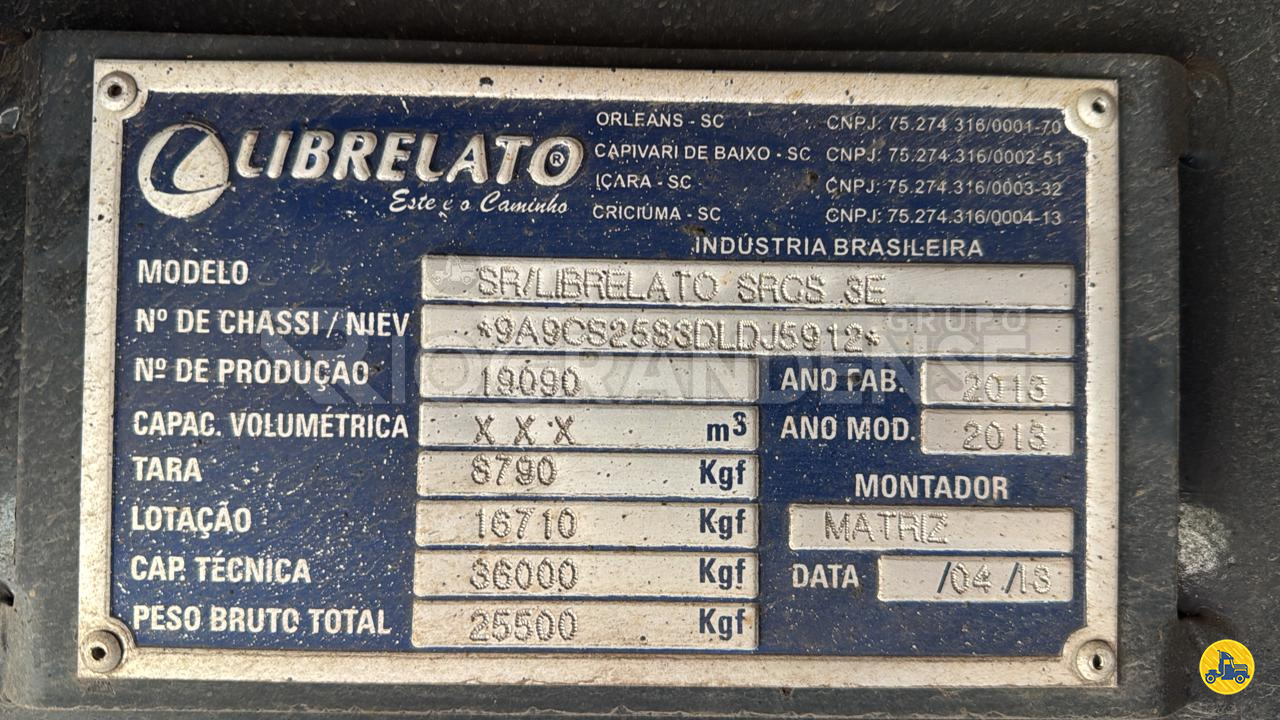 LIBRELATO®
Este é o Caminho
ORLEANS - SC CNPJ: 75.274.316/0001-70
CAPIVARI DE BAIXO - SC CNPJ: 75.274.316/0002-51
IÇARA - SC CNPJ: 75.274.316/0003-32
CRICIÚMA - SC CNPJ: 75.274.316/0004-13
INDÚSTRIA BRASILEIRA
MODELO SR/LIBRELATO SRCS 3E
Nº DE CHASSI / NIEV *9A9CS2583DLDJ5912*
GRUPO
RIOGRANDENSE
Nº DE PRODUÇÃO 19090 ANO FAB. 2013
CAPAC. VOLUMÉTRICA X X X m³ ANO MOD. 2013
TARA 8790 Kgf
MONTADOR
LOTAÇÃO 16710 Kgf MATRIZ
CAP. TÉCNICA 36000 Kgf DATA /04/13
PESO BRUTO TOTAL 25500 Kgf